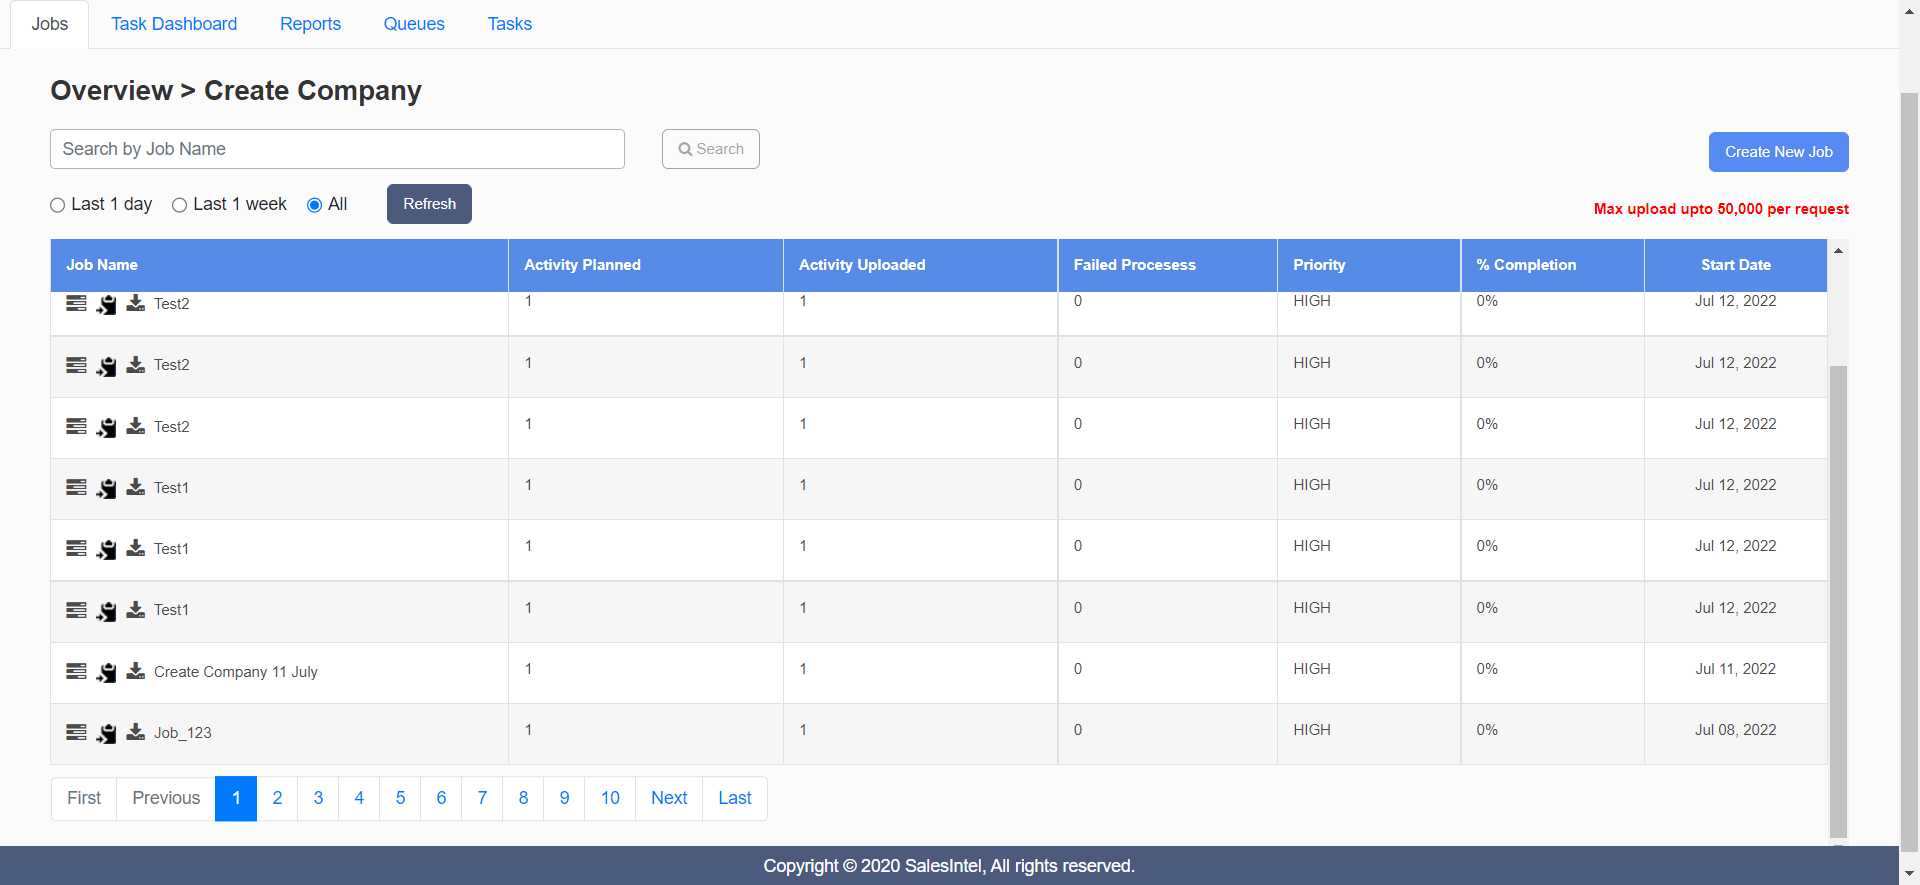 Jobs Task Dashboard Reports Queues Tasks
Overview > Create Company
Search by Job Name Search Create New Job
Last 1 day Last 1 week All Refresh
Max upload upto 50,000 per request
Job Name Activity Planned Activity Uploaded Failed Procesess Priority % Completion Start Date
Test2 1 1 0 HIGH 0% Jul 12, 2022
Test2 1 1 0 HIGH 0% Jul 12, 2022
Test2 1 1 0 HIGH 0% Jul 12, 2022
Test1 1 1 0 HIGH 0% Jul 12, 2022
Test1 1 1 0 HIGH 0% Jul 12, 2022
Test1 1 1 0 HIGH 0% Jul 12, 2022
Create Company 11 July 1 1 0 HIGH 0% Jul 11, 2022
Job_123 1 1 0 HIGH 0% Jul 08, 2022
First Previous 1 2 3 4 5 6 7 8 9 10 Next Last
Copyright © 2020 SalesIntel, All rights reserved.